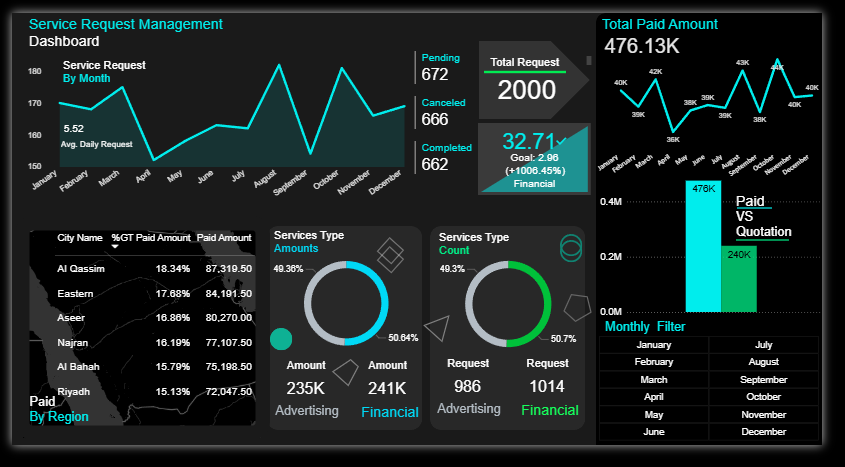 Service Request Management
Dashboard
Service Request
By Month
180
170
160
150
5.52
Avg. Daily Request
January
February
March
April
May
June
July
August
September
October
November
December
Pending
672
Canceled
666
Completed
662
Total Request
2000
32.71
Goal: 2.96
(+1006.45%)
Financial
Total Paid Amount
476.13K
40K
39K
42K
36K
38K
39K
39K
43K
38K
44K
40K
40K
January
February
March
April
May
June
July
August
September
October
November
December
0.4M
0.2M
0.0M
476K
240K
Paid
VS
Quotation
City Name %GT Paid Amount Paid Amount
Al Qassim 18.34% 87,319.50
Eastern 17.68% 84,191.50
Aseer 16.86% 80,270.00
Najran 16.19% 77,107.50
Al Bahah 15.79% 75,198.50
Riyadh 15.13% 72,047.50
Paid
By Region
Services Type
Amounts
49.36%
50.64%
Amount Amount
235K 241K
Advertising Financial
Services Type
Count
49.3%
50.7%
Request Request
986 1014
Advertising Financial
Monthly Filter
January July
February August
March September
April October
May November
June December